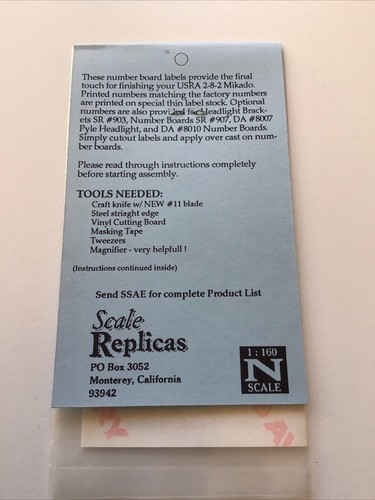 These number board labels provide the final
touch for finishing your USRA 2-8-2 Mikado.
Printed numbers matching the factory numbers
are printed on special thin label stock. Optional
numbers are also provided for Headlight Brack-
ets SR #903, Number Boards SR #907, DA #8007
Pyle Headlight, and DA #8010 Number Boards.
Simply cutout labels and apply over cast on num-
ber boards.
Please read through instructions completely
before starting assembly.
TOOLS NEEDED:
Craft knife w/ NEW #11 blade
Steel striaght edge
Vinyl Cutting Board
Masking Tape
Tweezers
Magnifier - very helpfull !
(Instructions continued inside)
Send SSAE for complete Product List
Scale
Replicas
PO Box 3052
Monterey, California
93942
1 : 160
N
SCALE